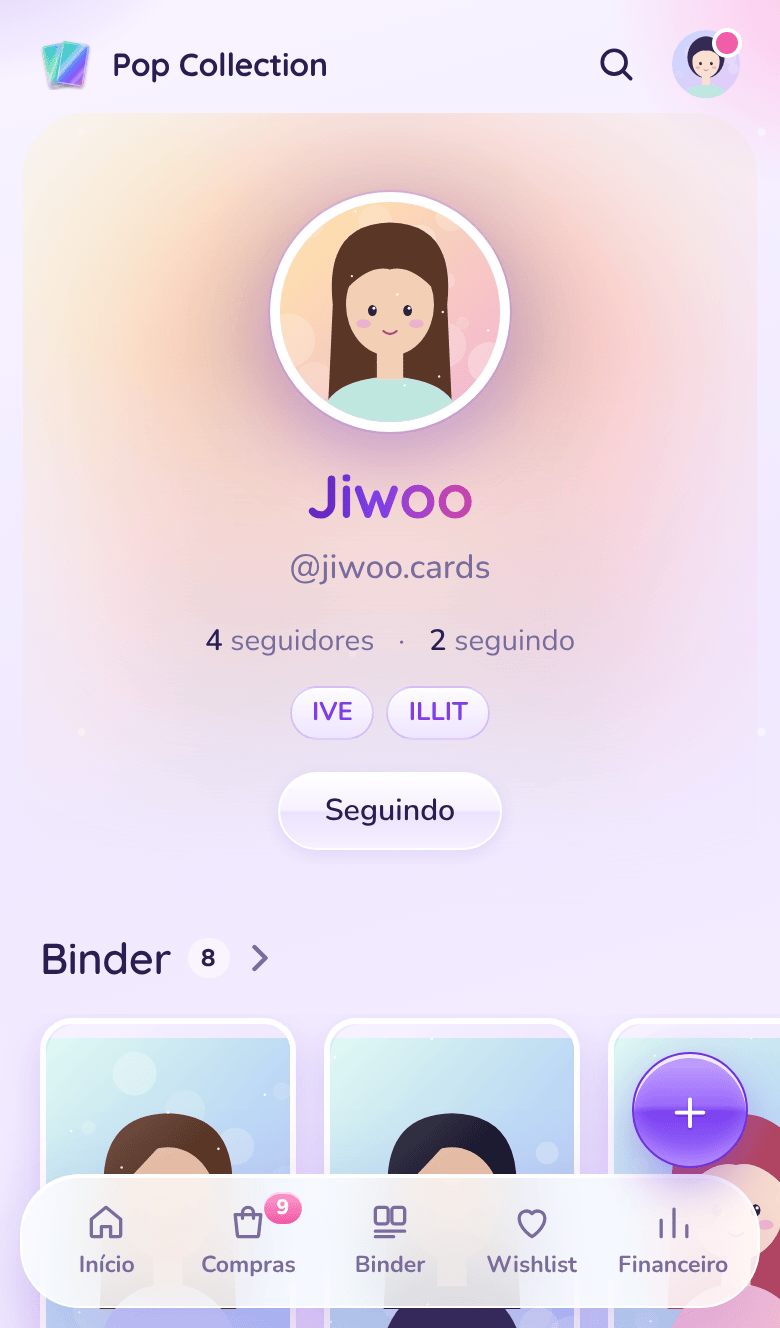 Pop Collection
Jiwoo
@jiwoo.cards
4 seguidores · 2 seguindo
IVE ILLIT
Seguindo
Binder 8
9
Início Compras Binder Wishlist Financeiro